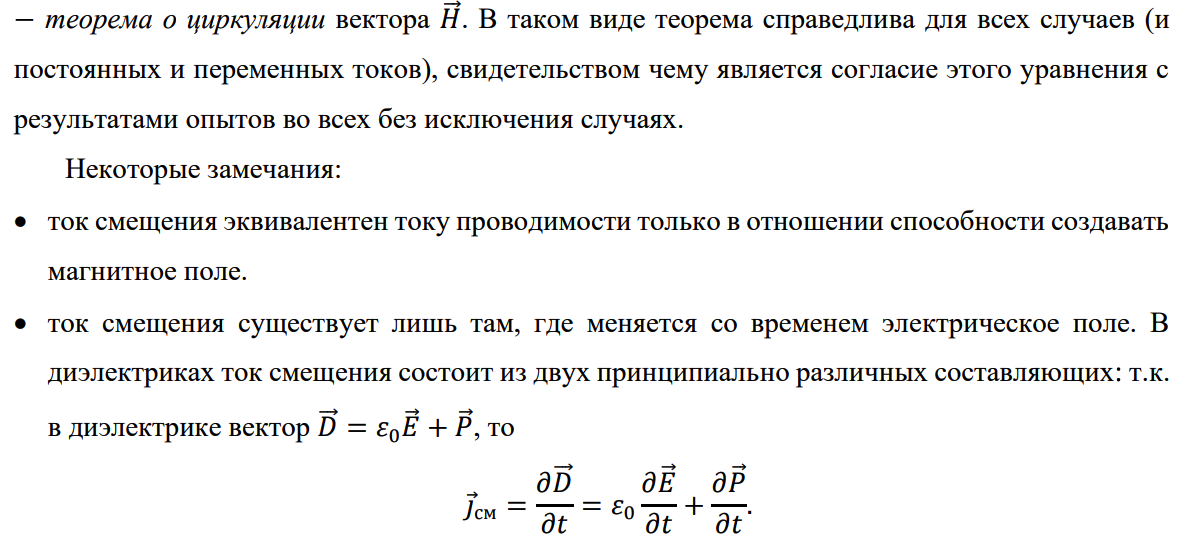 − теорема о циркуляции вектора $\vec{H}$. В таком виде теорема справедлива для всех случаев (и
постоянных и переменных токов), свидетельством чему является согласие этого уравнения с
результатами опытов во всех без исключения случаях.
Некоторые замечания:
• ток смещения эквивалентен току проводимости только в отношении способности создавать
магнитное поле.
• ток смещения существует лишь там, где меняется со временем электрическое поле. В
диэлектриках ток смещения состоит из двух принципиально различных составляющих: т.к.
в диэлектрике вектор $\vec{D} = \varepsilon_0 \vec{E} + \vec{P}$, то
$\vec{j}_{см} = \frac{\partial \vec{D}}{\partial t} = \varepsilon_0 \frac{\partial \vec{E}}{\partial t} + \frac{\partial \vec{P}}{\partial t}.$